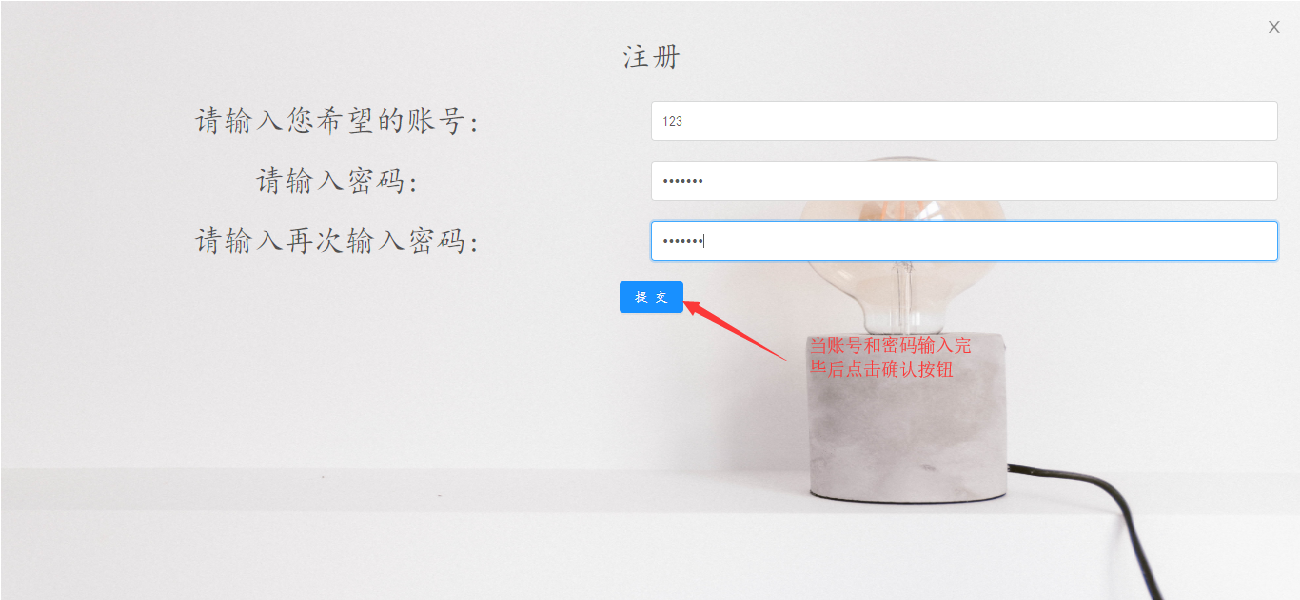 X
注册
请输入您希望的账号:
123
请输入密码:
•••••••
请输入再次输入密码:
•••••••
提 交
当账号和密码输入完
毕后点击确认按钮